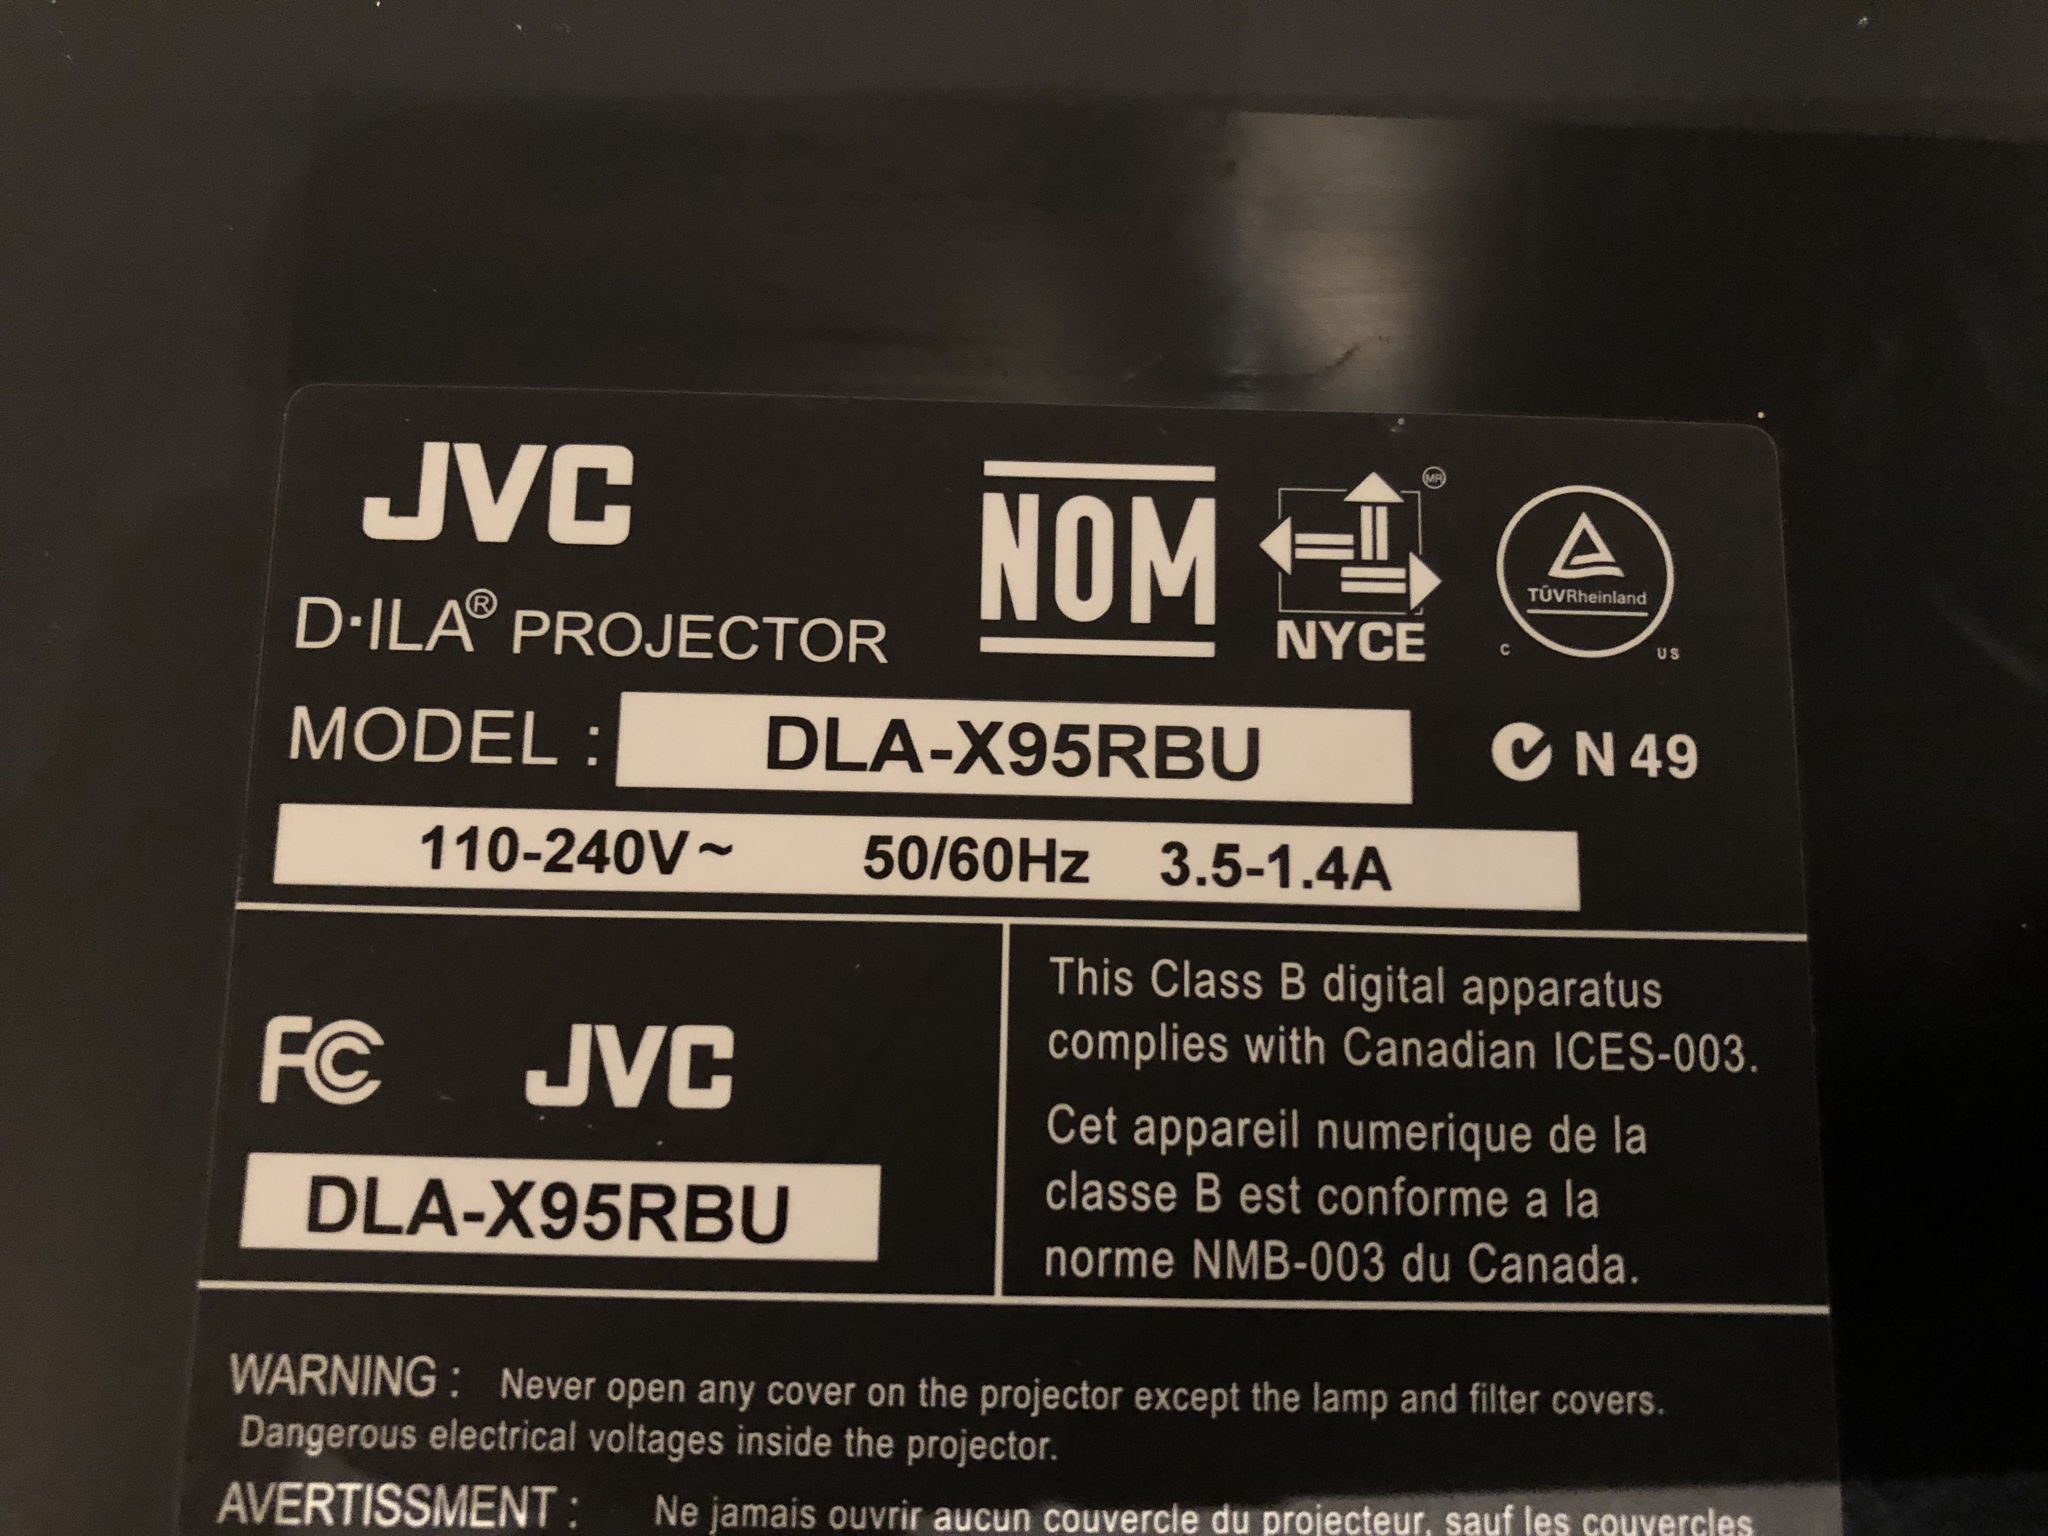 JVC
NOM
NYCE
MR
TÜVRheinland
C US
D·ILA® PROJECTOR
MODEL : DLA-X95RBU
N 49
110-240V~ 50/60Hz 3.5-1.4A
FC JVC
DLA-X95RBU
This Class B digital apparatus
complies with Canadian ICES-003.
Cet appareil numerique de la
classe B est conforme a la
norme NMB-003 du Canada.
WARNING : Never open any cover on the projector except the lamp and filter covers.
Dangerous electrical voltages inside the projector.
AVERTISSMENT : Ne jamais ouvrir aucun couvercle du projecteur, sauf les couvercles